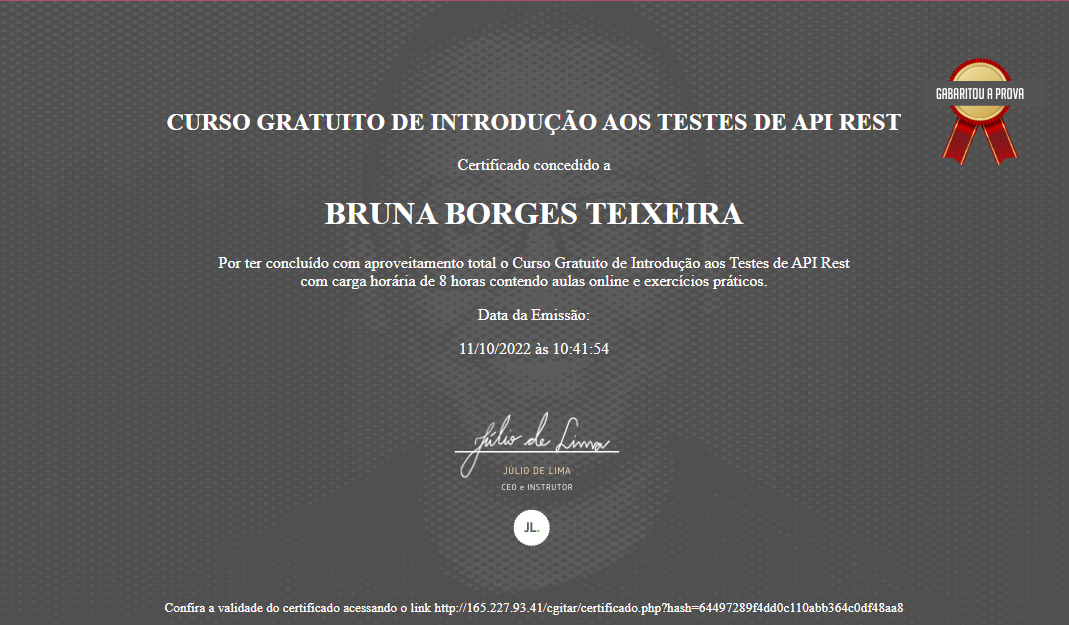 GABARITOU A PROVA
CURSO GRATUITO DE INTRODUÇÃO AOS TESTES DE API REST
Certificado concedido a
BRUNA BORGES TEIXEIRA
Por ter concluído com aproveitamento total o Curso Gratuito de Introdução aos Testes de API Rest
com carga horária de 8 horas contendo aulas online e exercícios práticos.
Data da Emissão:
11/10/2022 às 10:41:54
Júlio de Lima
JÚLIO DE LIMA
CEO e INSTRUTOR
JL.
Confira a validade do certificado acessando o link http://165.227.93.41/cgitar/certificado.php?hash=64497289f4dd0c110abb364c0df48aa8